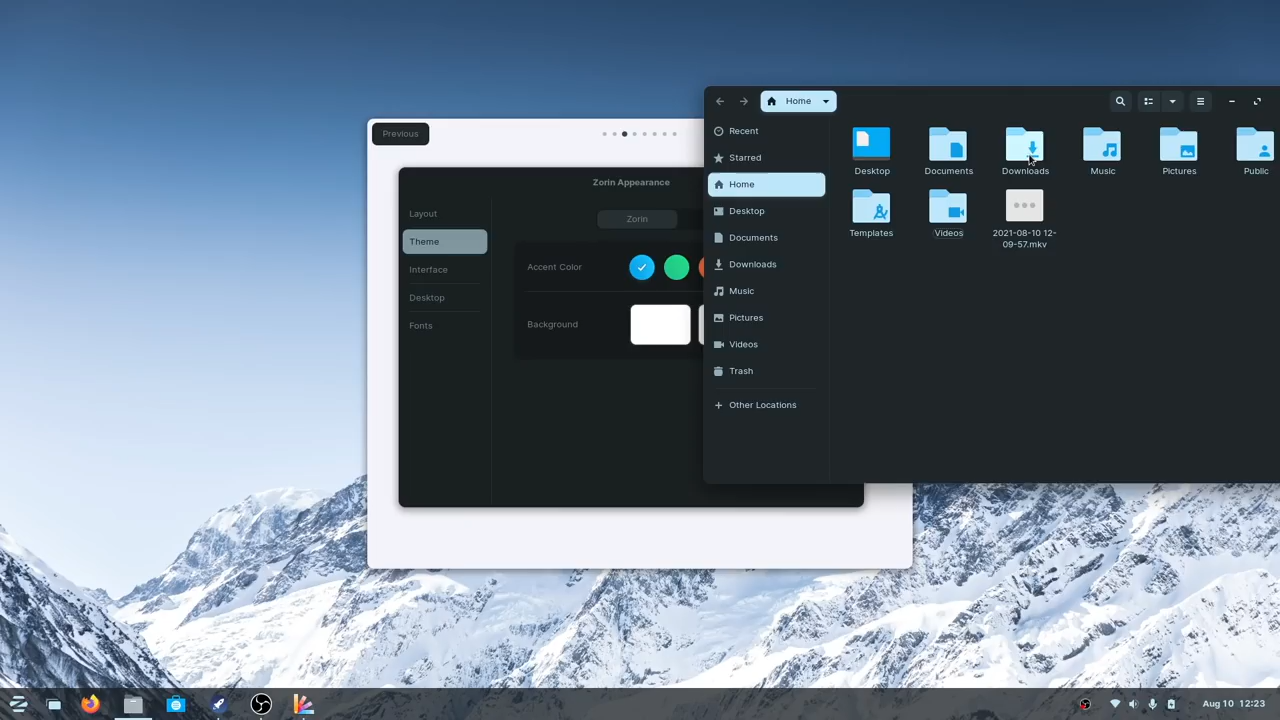 Previous
Zorin Appearance
Layout
Theme
Interface
Desktop
Fonts
Zorin
Accent Color
Background
Home
Recent
Starred
Home
Desktop
Documents
Downloads
Music
Pictures
Videos
Trash
Other Locations
Desktop
Documents
Downloads
Music
Pictures
Public
Templates
Videos
2021-08-10 12-
09-57.mkv
Aug 10 12:23